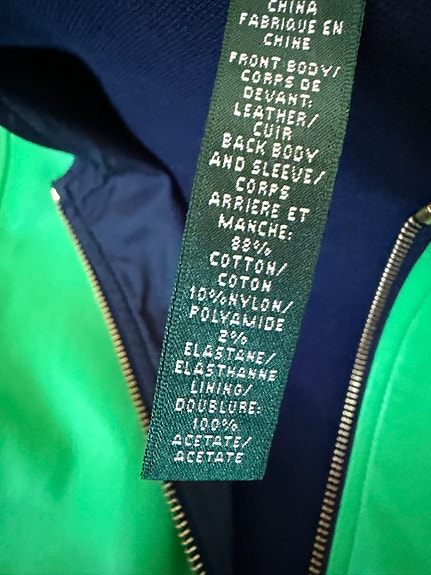 CHINA
FABRIQUE EN
CHINE
FRONT BODY/
CORPS DE
DEVANT:
LEATHER/
CUIR
BACK BODY
AND SLEEVE/
CORPS
ARRIERE ET
MANCHE:
88%
COTTON/
COTON
10%NYLON/
POLYAMIDE
2%
ELASTANE/
ELASTHANNE
LINING/
DOUBLURE:
100%
ACETATE/
ACETATE